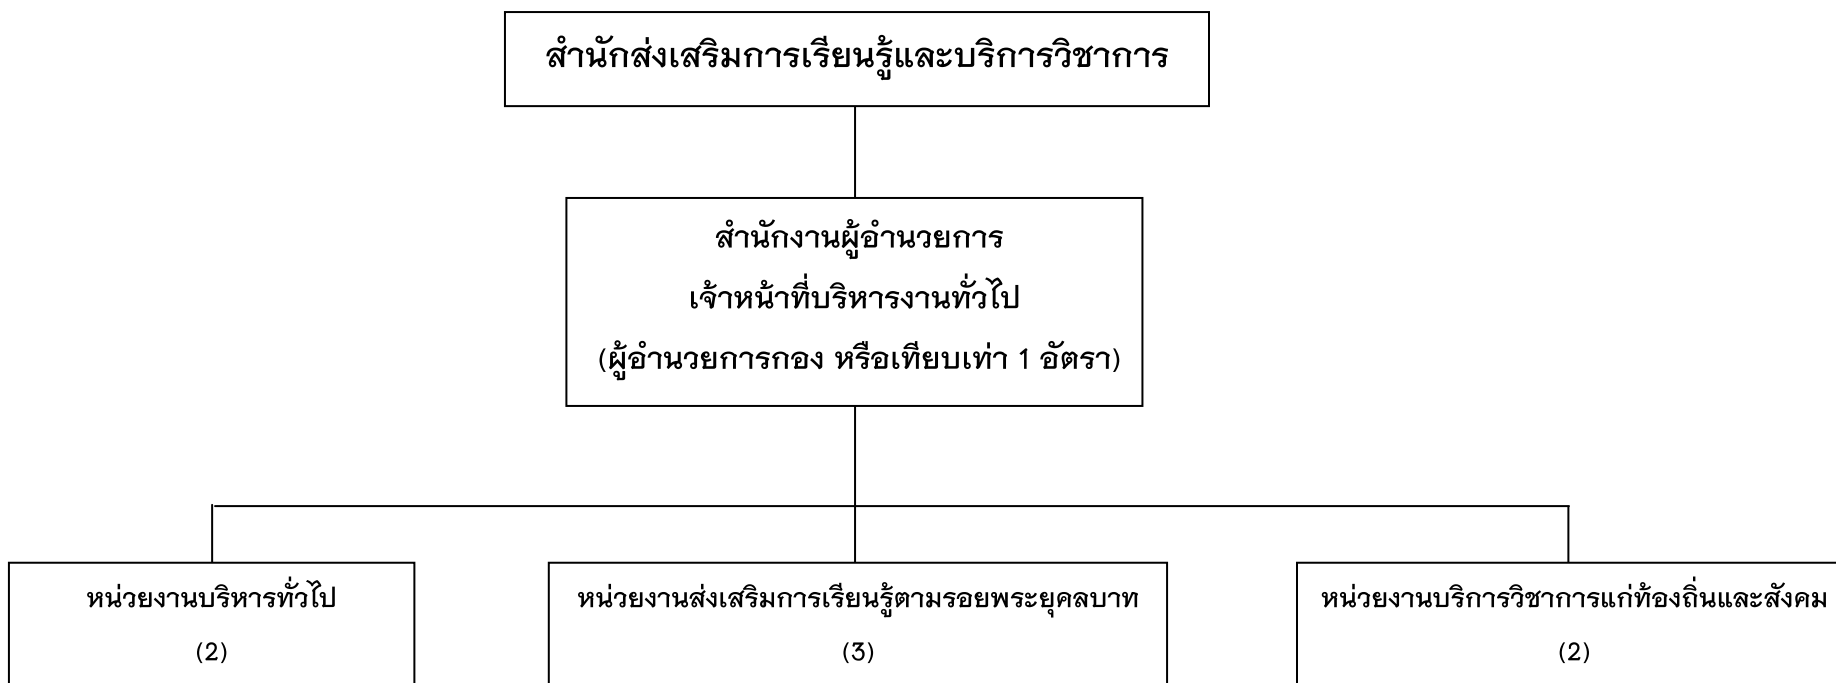 สำนักส่งเสริมการเรียนรู้และบริการวิชาการ
สำนักงานผู้อำนวยการ
เจ้าหน้าที่บริหารงานทั่วไป
(ผู้อำนวยการกอง หรือเทียบเท่า 1 อัตรา)
หน่วยงานบริหารทั่วไป
(2)
หน่วยงานส่งเสริมการเรียนรู้ตามรอยพระยุคลบาท
(3)
หน่วยงานบริการวิชาการแก่ท้องถิ่นและสังคม
(2)